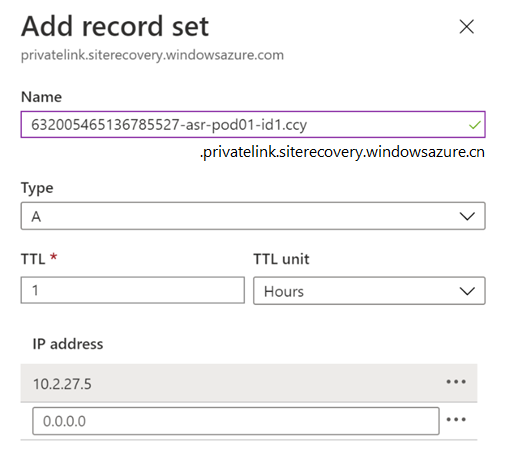 Add record set
privatelink.siterecovery.windowsazure.com
Name
632005465136785527-asr-pod01-id1.ccy
.privatelink.siterecovery.windowsazure.cn
Type
A
TTL * TTL unit
1 Hours
IP address
10.2.27.5 •••
0.0.0.0 •••